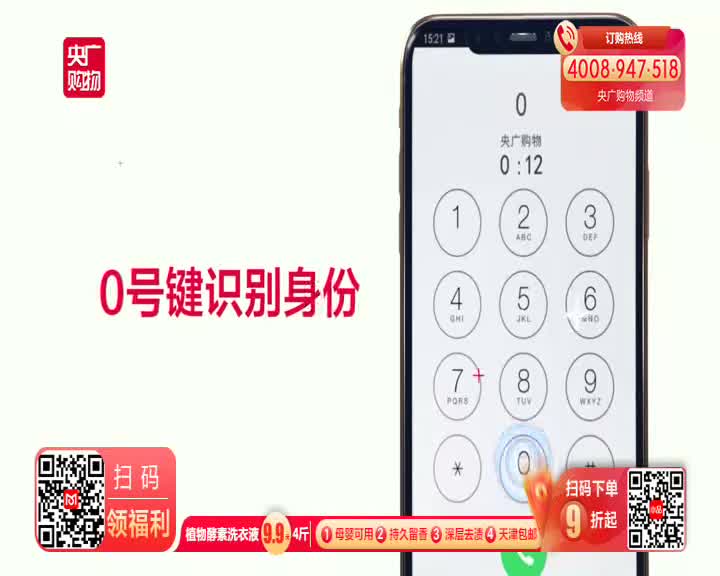 央广
购物
15:21
订购热线
4008·947·518
央广购物频道
0
央广购物
0:12
1
2
ABC
3
DEF
0号键识别身份
4
GHI
5
JKL
6
MNO
7
PQRS
8
TUV
9
WXYZ
*
0
#
扫码
领福利
植物酵素洗衣液 9.9元 4斤
1 母婴可用 2 持久留香 3 深层去渍 4 天津包邮
扫码下单
9折起